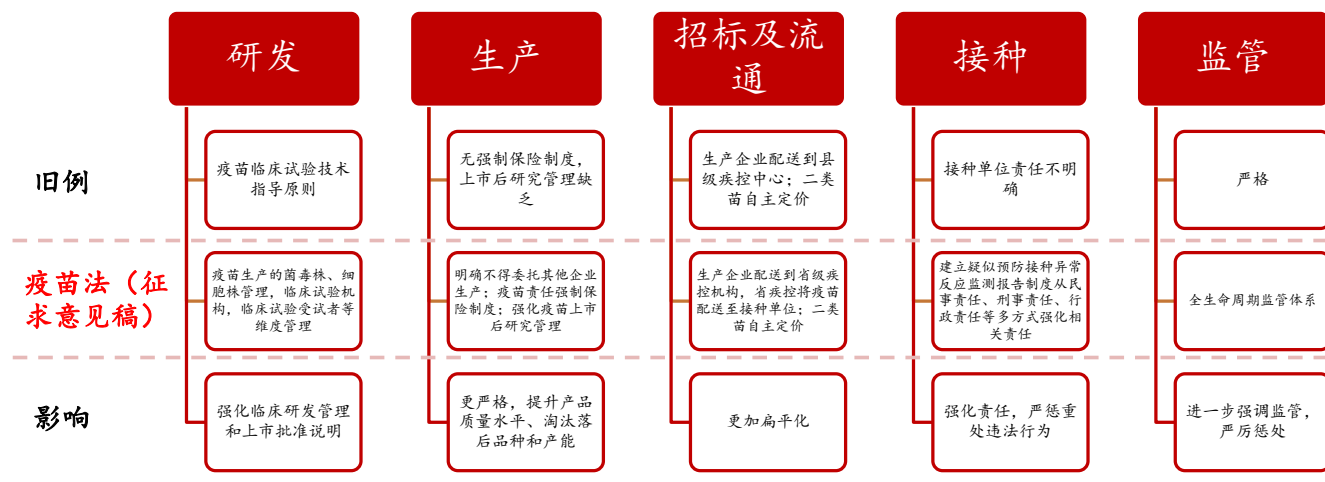 研发
生产
招标及流
通
接种
监管
旧例
疫苗临床试验技术
指导原则
无强制保险制度，
上市后研究管理缺
乏
生产企业配送到县
级疾控中心；二类
苗自主定价
接种单位责任不明
确
严格
疫苗法（征
求意见稿）
疫苗生产的菌毒株、细
胞株管理，临床试验机
构，临床试验受试者等
维度管理
明确不得委托其他企业
生产；疫苗责任强制保
险制度；强化疫苗上市
后研究管理
生产企业配送到省级疾
控机构，省疾控将疫苗
配送至接种单位；二类
苗自主定价
建立疑似预防接种异常
反应监测报告制度从民
事责任、刑事责任、行
政责任等多方式强化相
关责任
全生命周期监管体系
影响
强化临床研发管理
和上市批准说明
更严格，提升产品
质量水平、淘汰落
后品种和产能
更加扁平化
强化责任，严惩重
处违法行为
进一步强调监管，
严厉惩处